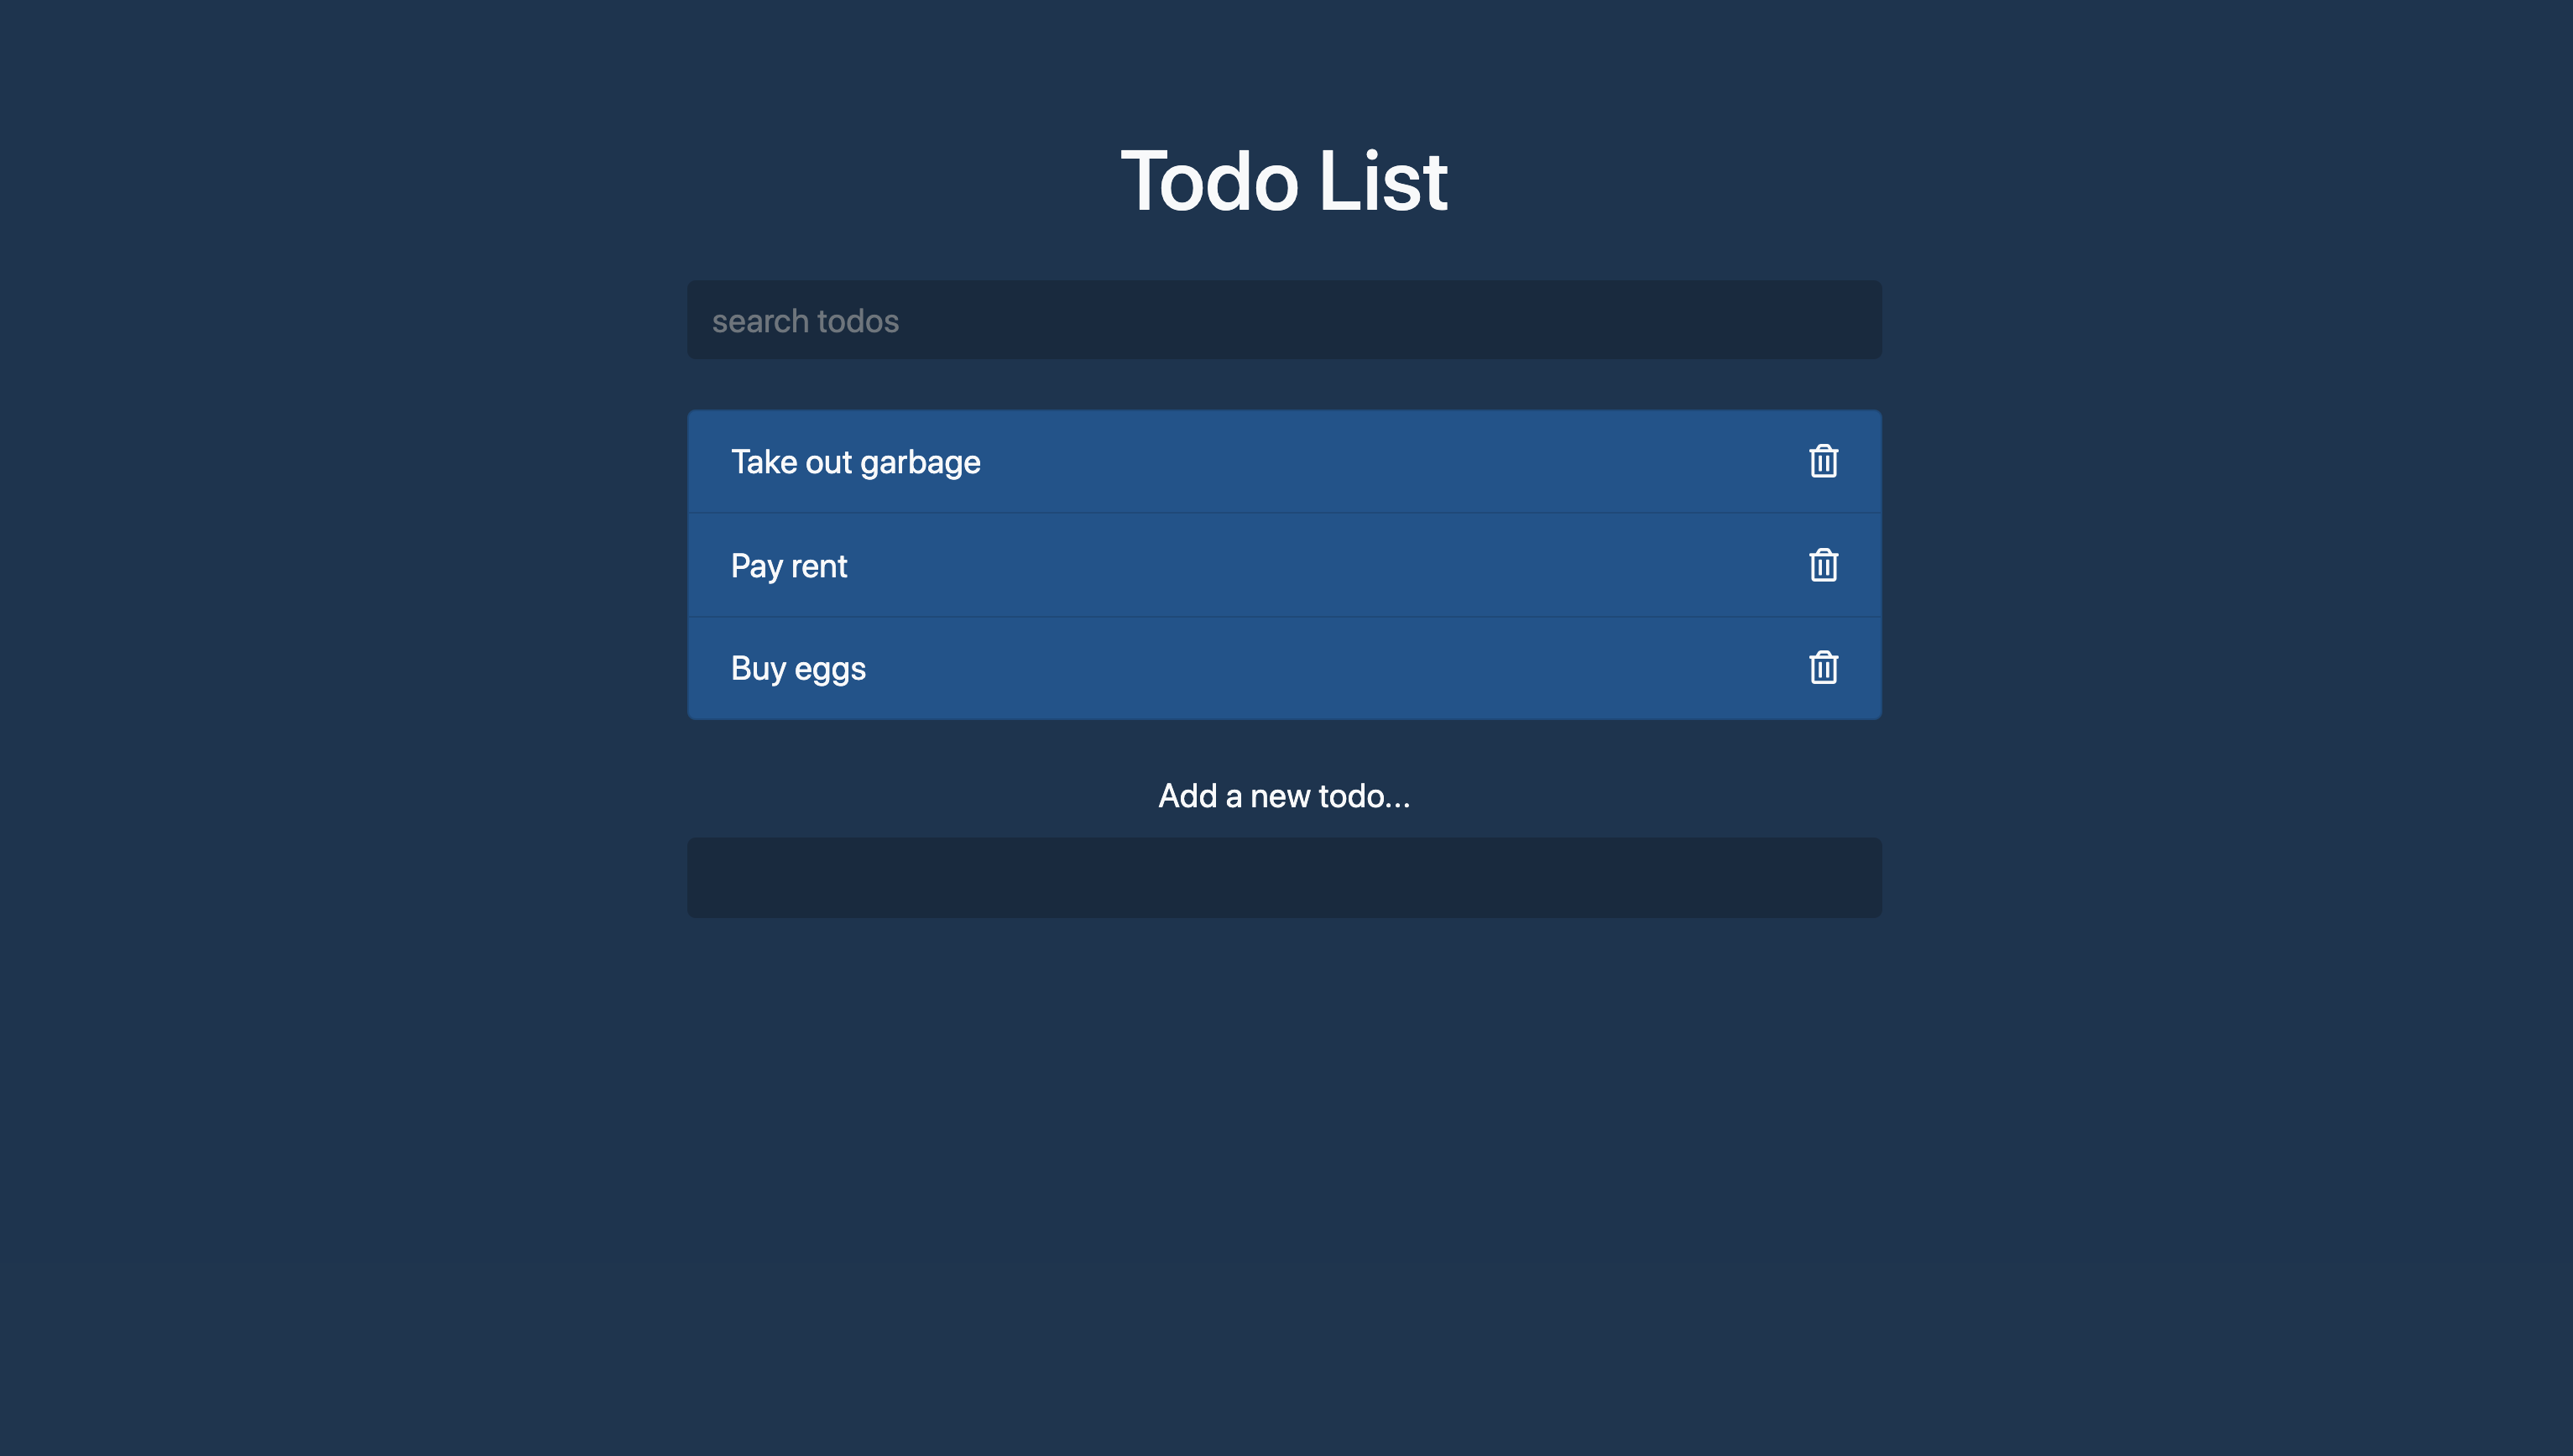 Todo List
search todos
Take out garbage
Pay rent
Buy eggs
Add a new todo...